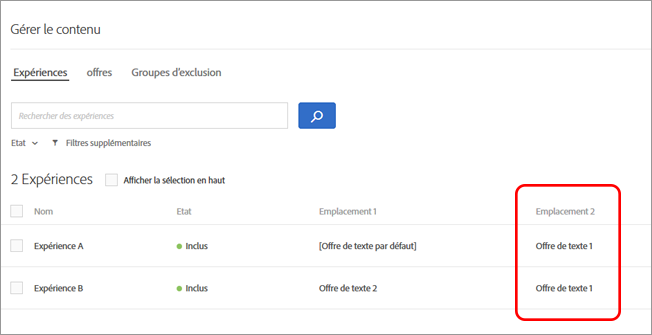 Gérer le contenu
Expériences offres Groupes d'exclusion
Rechercher des expériences
Etat Filtres supplémentaires
2 Expériences Afficher la sélection en haut
Nom Etat Emplacement 1 Emplacement 2
Expérience A Inclus [Offre de texte par défaut] Offre de texte 1
Expérience B Inclus Offre de texte 2 Offre de texte 1